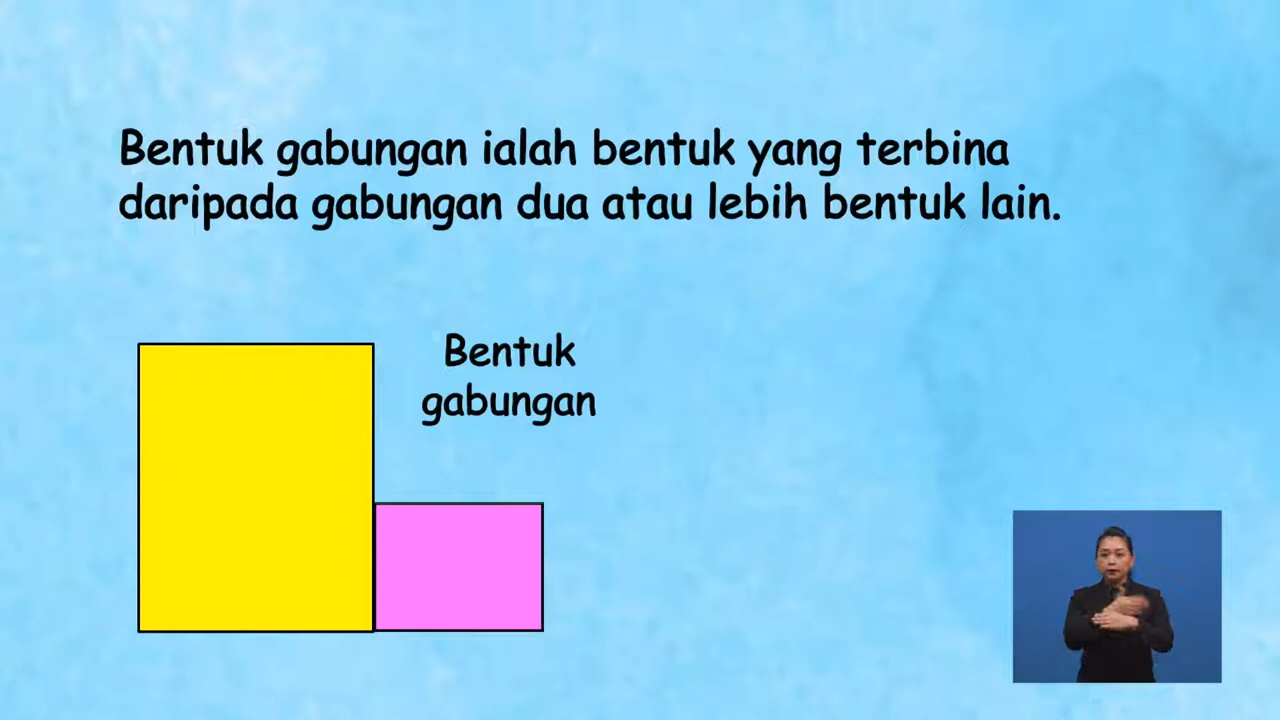 Bentuk gabungan ialah bentuk yang terbina
daripada gabungan dua atau lebih bentuk lain.
Bentuk
gabungan